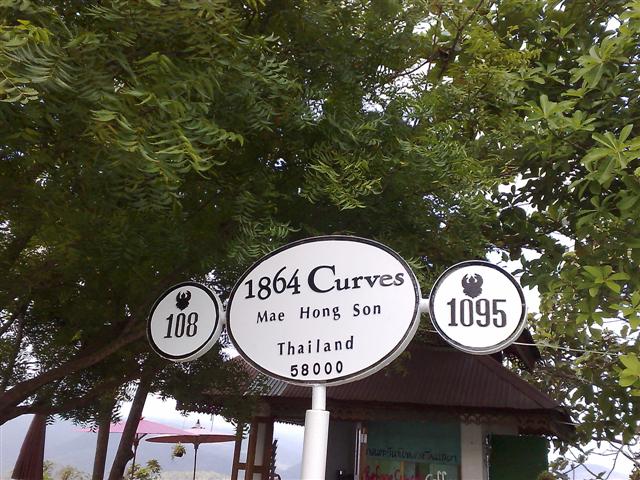 1864 Curves
Mae Hong Son
Thailand
58000
108
1095